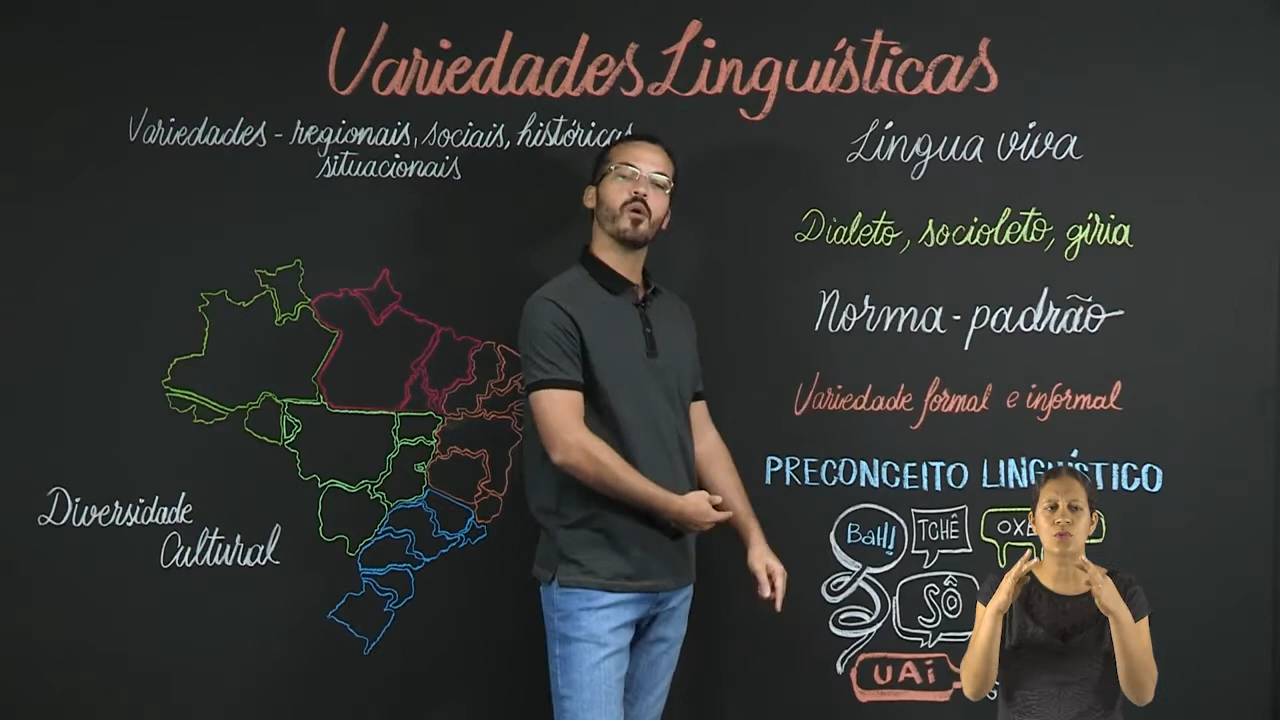 Variedades Linguísticas
Variedades - regionais, sociais, históricas
situacionais
Língua viva
Dialeto, socioleto, gíria
Norma-padrão
Variedade formal e informal
PRECONCEITO LINGUÍSTICO
Bah!
TCHÊ
SÔ
UAi
Diversidade
Cultural